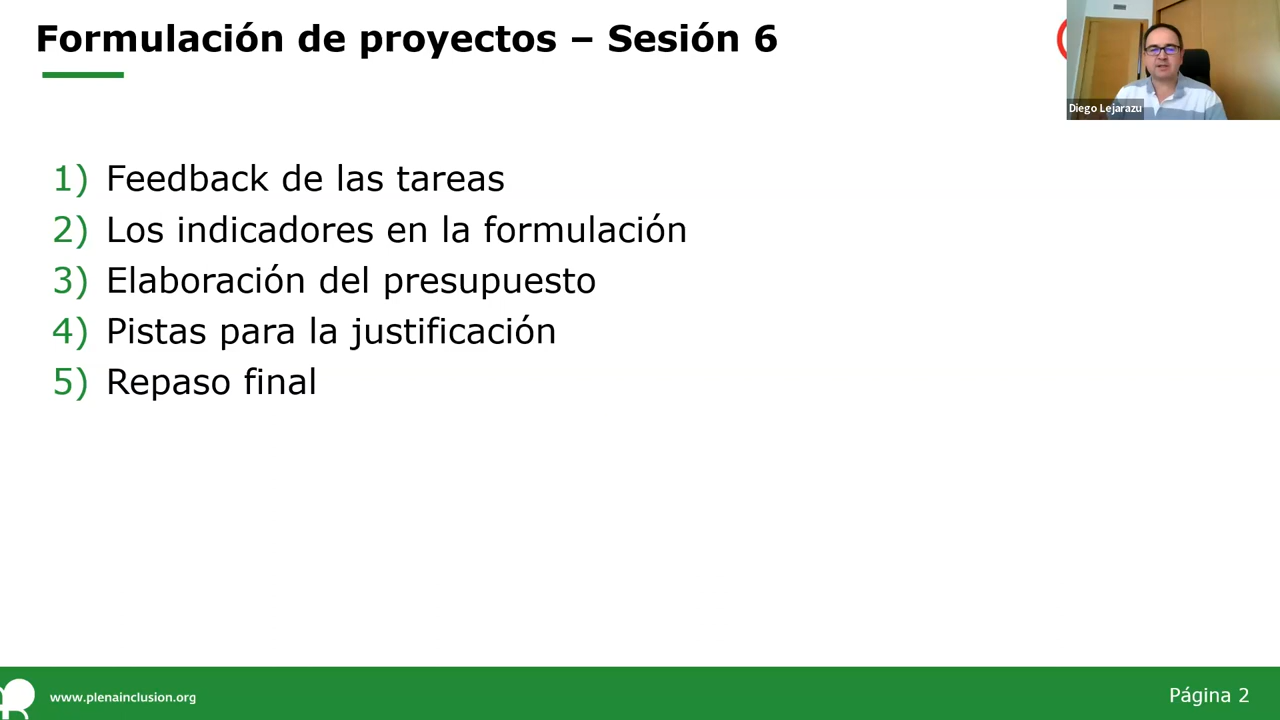 Formulación de proyectos – Sesión 6
Diego Lejarazu
1) Feedback de las tareas
2) Los indicadores en la formulación
3) Elaboración del presupuesto
4) Pistas para la justificación
5) Repaso final
www.plenainclusion.org
Página 2